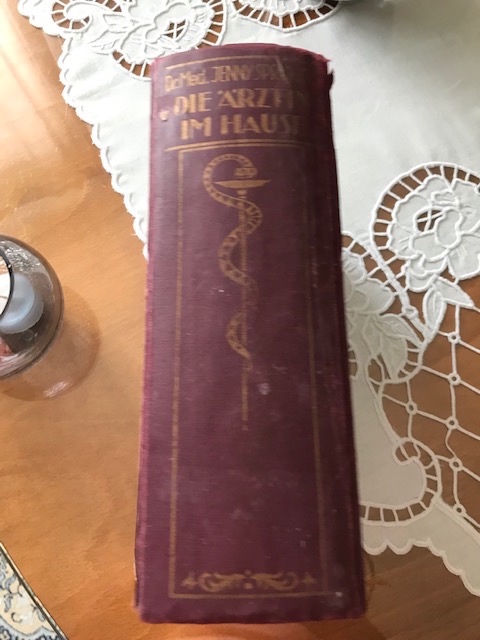 Dr. Med. JENNY
DIE ÄRZTIN
IM HAUSE